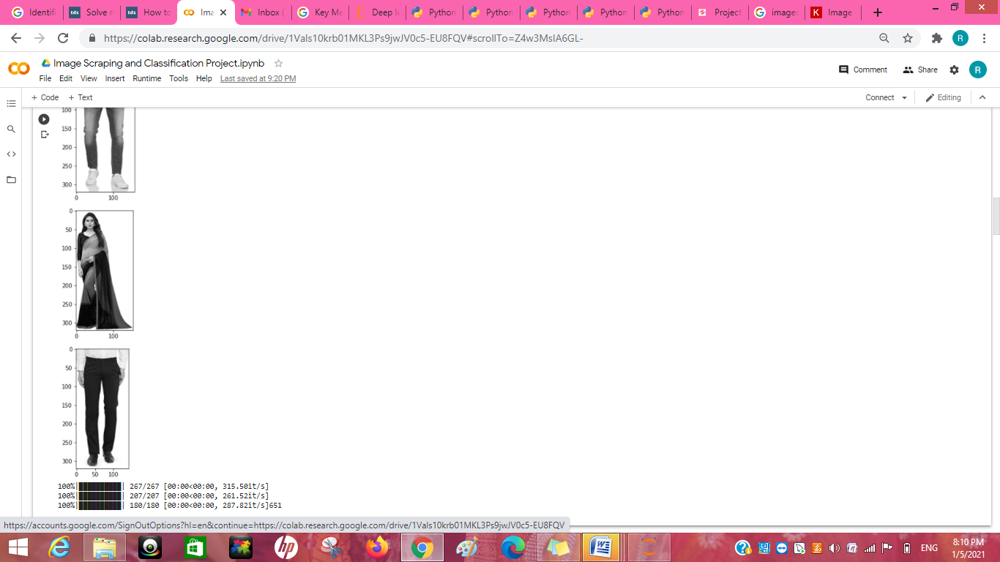 Identifi
Solve r
How to
Ima
Inbox (
Key Me
Deep le
Python
Python
Python
Python
Python
Project
image
Image
https://colab.research.google.com/drive/1Vals10krb01MKL3Ps9jwJV0c5-EU8FQV#scrollTo=Z4w3MsIA6GL-
R
Image Scraping and Classification Project.ipynb
Comment
Share
R
File Edit View Insert Runtime Tools Help Last saved at 9:20 PM
+ Code + Text
Connect
Editing
100
150
200
250
300
0 100
0
50
100
150
200
250
300
0 100
0
50
100
150
200
250
300
0 50 100
100%| 267/267 [00:00<00:00, 315.50it/s]
100%| 207/207 [00:00<00:00, 261.52it/s]
100%| 180/180 [00:00<00:00, 287.82it/s]651
https://accounts.google.com/SignOutOptions?hl=en&continue=https://colab.research.google.com/drive/1Vals10krb01MKL3Ps9jwJV0c5-EU8FQV
ENG
8:10 PM
1/5/2021